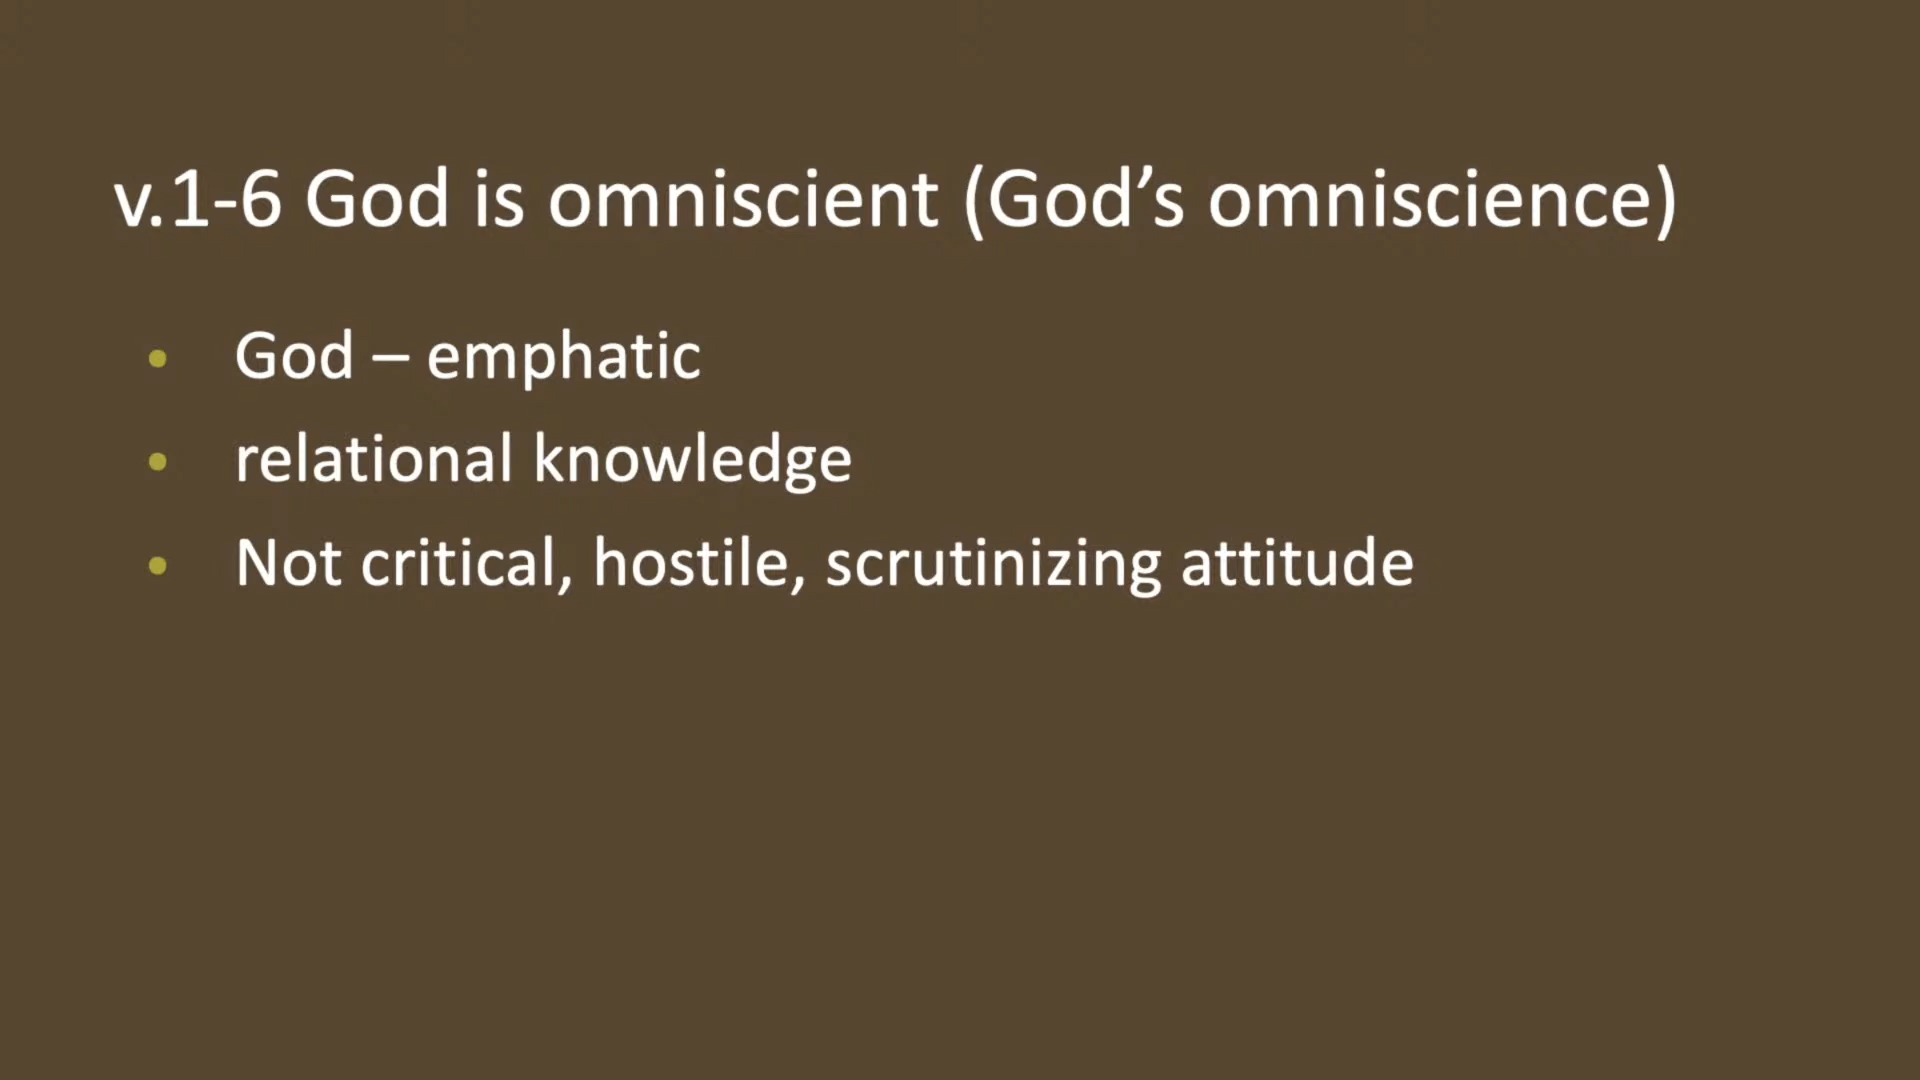 v.1-6 God is omniscient (God’s omniscience)
• God – emphatic
• relational knowledge
• Not critical, hostile, scrutinizing attitude